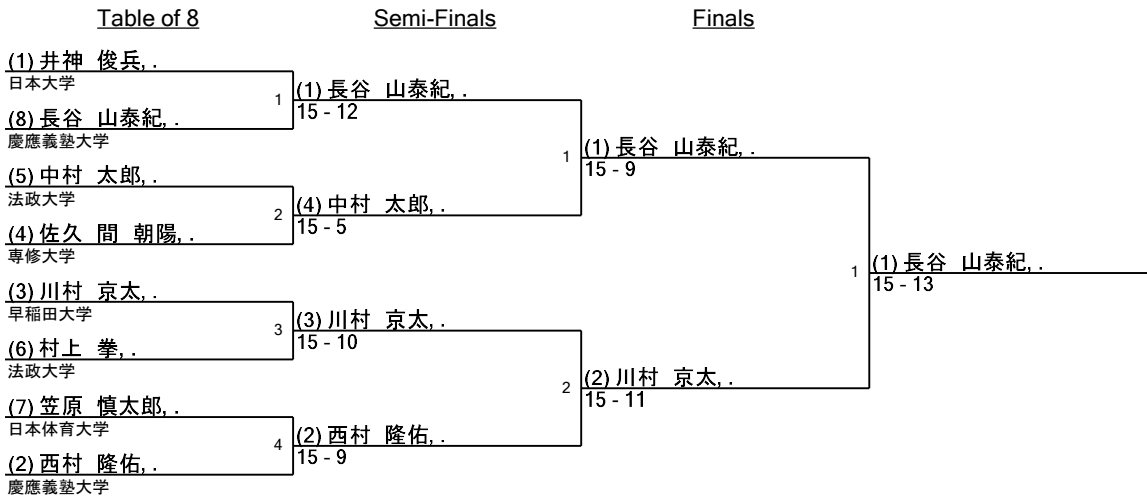 Table of 8
Semi-Finals
Finals
(1) 井神 俊兵, .
日本大学
(8) 長谷 山泰紀, .
慶應義塾大学
(5) 中村 太郎, .
法政大学
(4) 佐久 間 朝陽, .
専修大学
(3) 川村 京太, .
早稲田大学
(6) 村上 拳, .
法政大学
(7) 笠原 慎太郎, .
日本体育大学
(2) 西村 隆佑, .
慶應義塾大学
1
(1) 長谷 山泰紀, .
15 - 12
2
(4) 中村 太郎, .
15 - 5
3
(3) 川村 京太, .
15 - 10
4
(2) 西村 隆佑, .
15 - 9
1
(1) 長谷 山泰紀, .
15 - 9
2
(2) 川村 京太, .
15 - 11
1
(1) 長谷 山泰紀, .
15 - 13